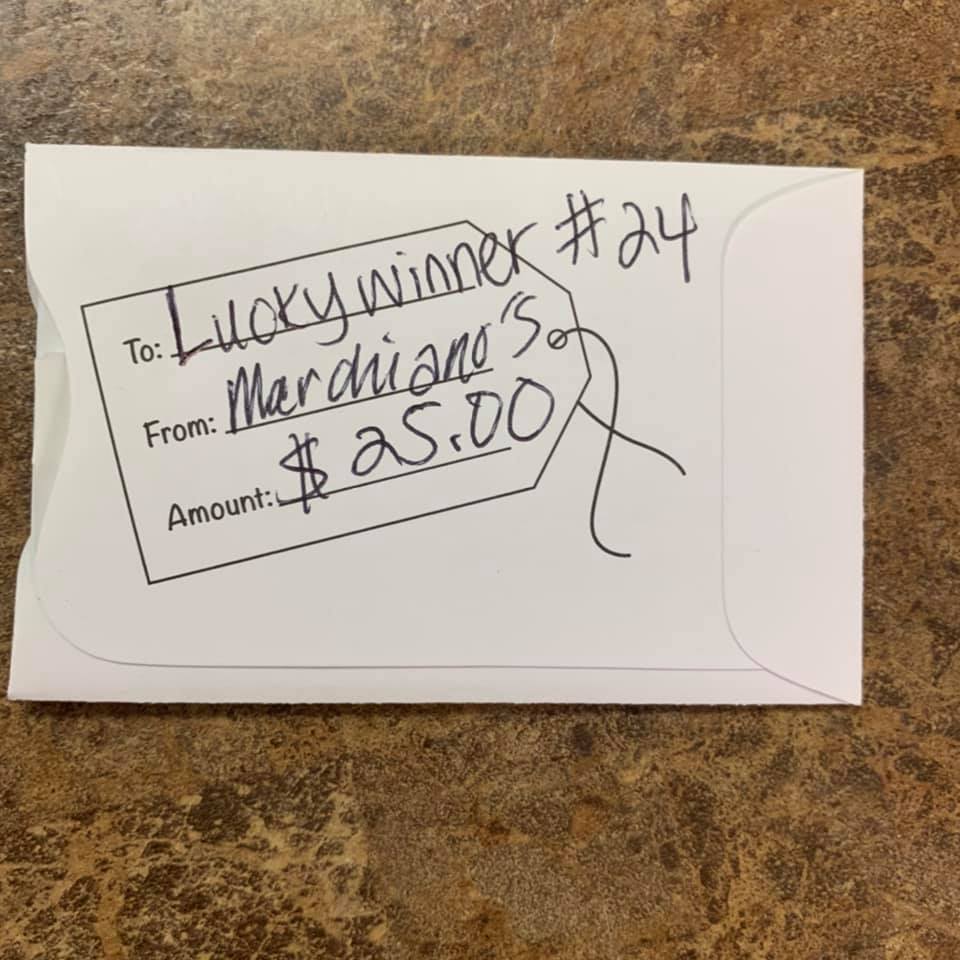 To: Lucky winner #24
From: Marchiano's
Amount: $25.00